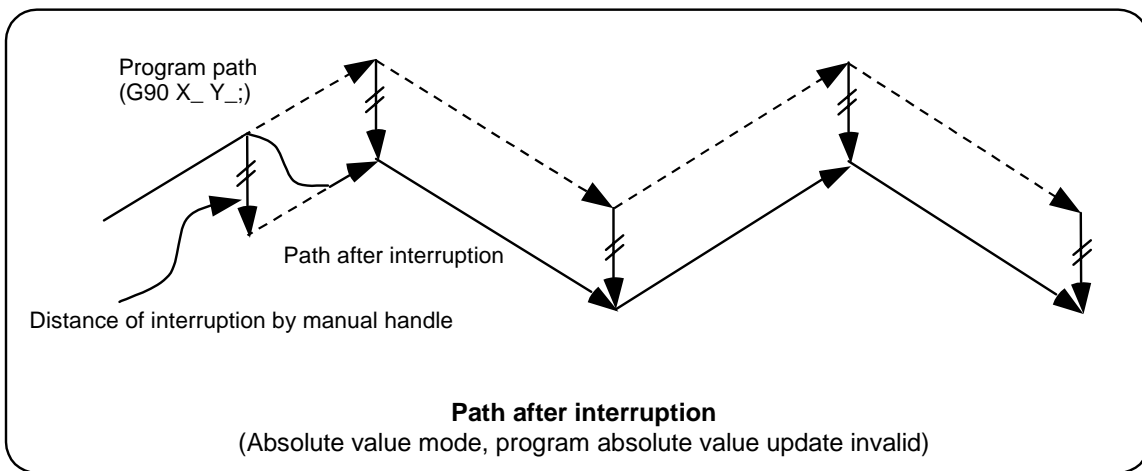 Program path
(G90 X_ Y_;)
Path after interruption
Distance of interruption by manual handle
Path after interruption
(Absolute value mode, program absolute value update invalid)